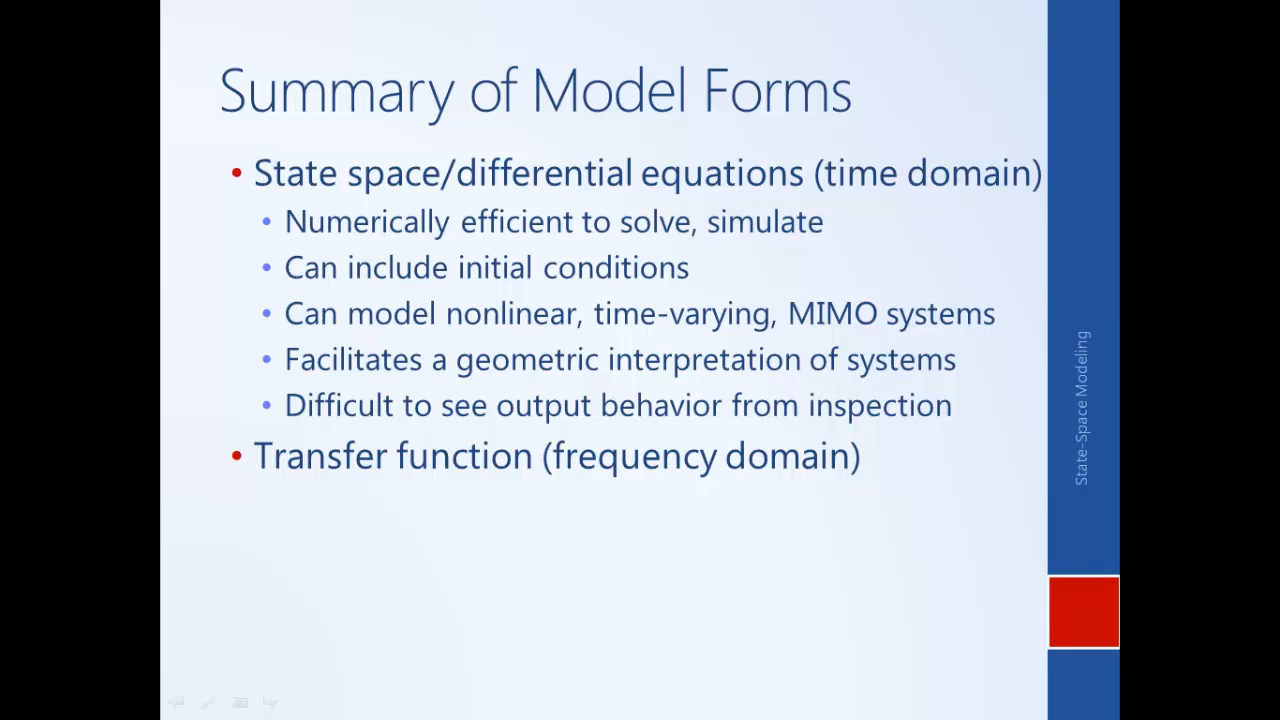 Summary of Model Forms
• State space/differential equations (time domain)
• Numerically efficient to solve, simulate
• Can include initial conditions
• Can model nonlinear, time-varying, MIMO systems
• Facilitates a geometric interpretation of systems
• Difficult to see output behavior from inspection
• Transfer function (frequency domain)
State-Space Modeling